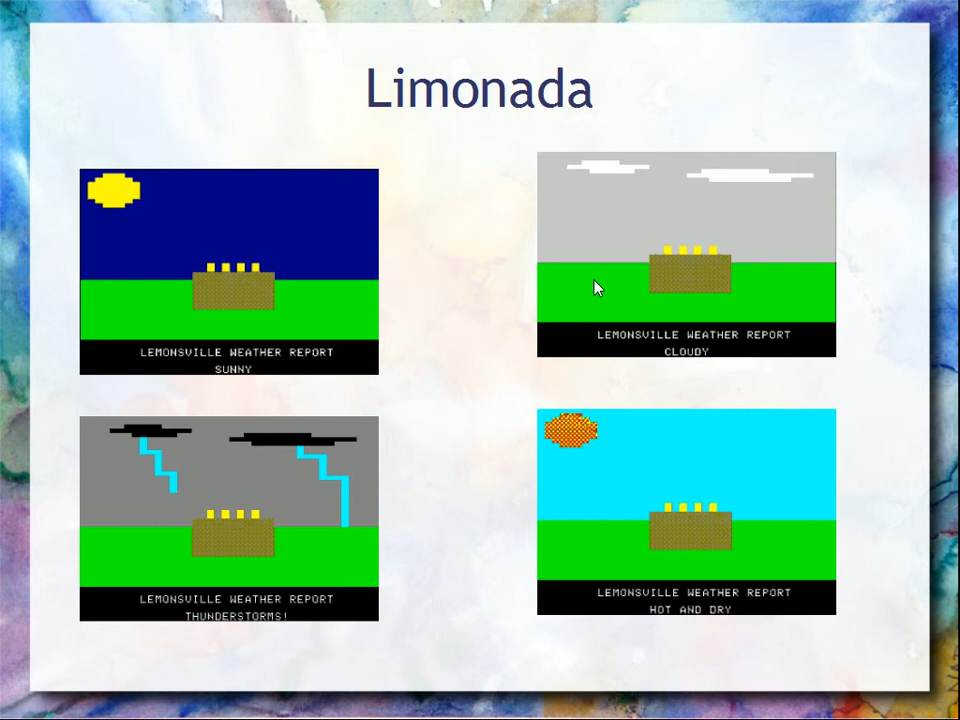 Limonada
LEMONSVILLE WEATHER REPORT
SUNNY
LEMONSVILLE WEATHER REPORT
CLOUDY
LEMONSVILLE WEATHER REPORT
THUNDERSTORMS!
LEMONSVILLE WEATHER REPORT
HOT AND DRY